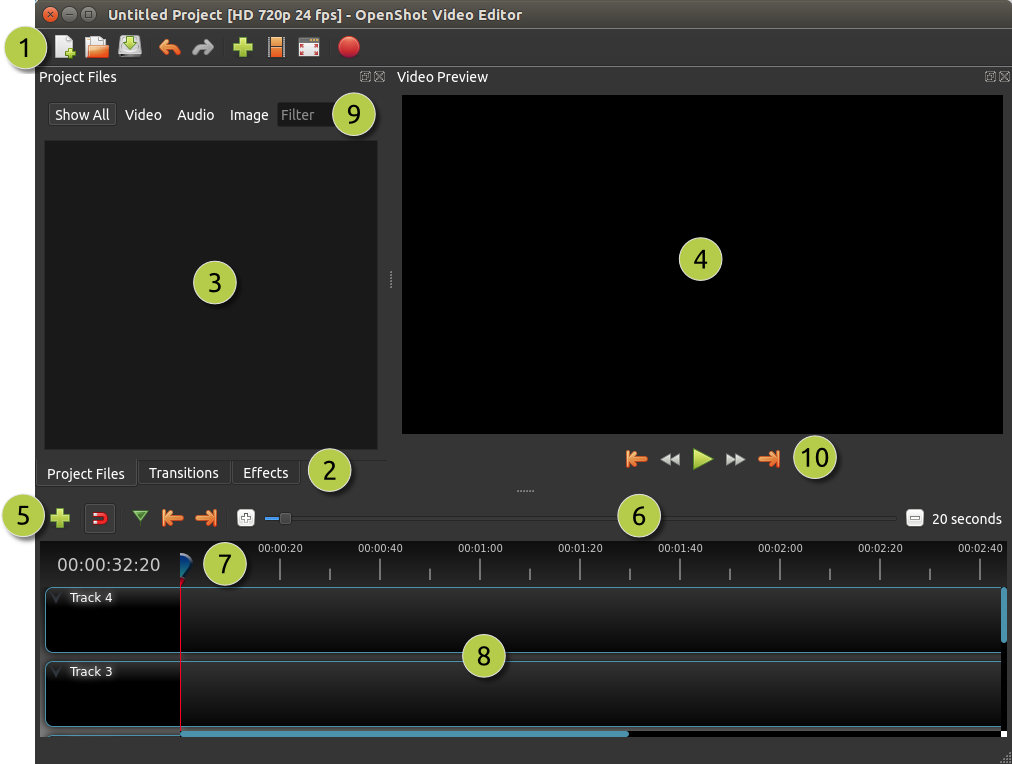 Untitled Project [HD 720p 24 fps] - OpenShot Video Editor
1
Project Files
Video Preview
Show All Video Audio Image Filter 9
3
4
Project Files Transitions Effects 2
10
5
6
20 seconds
00:00:20 00:00:40 00:01:00 00:01:20 00:01:40 00:02:00 00:02:20 00:02:40
00:00:32:20 7
Track 4
8
Track 3